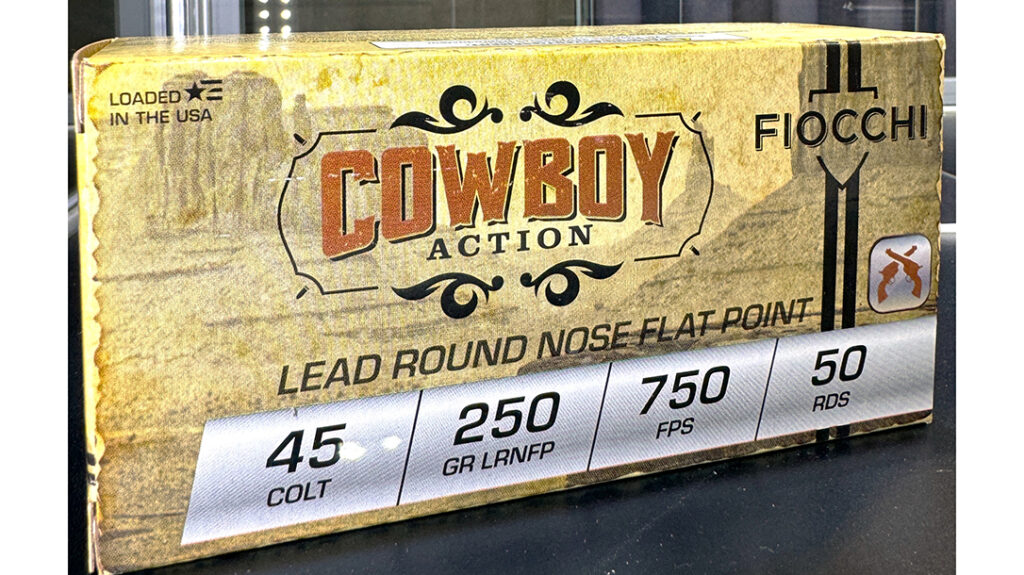 LOADED
IN THE USA
FIOCCHI
COWBOY
ACTION
LEAD ROUND NOSE FLAT POINT
45
COLT
250
GR LRNFP
750
FPS
50
RDS